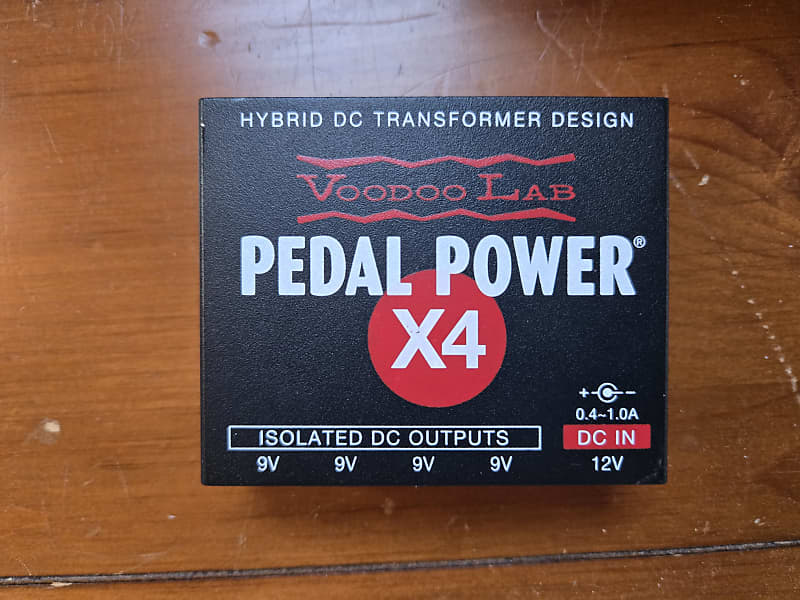 HYBRID DC TRANSFORMER DESIGN
VOODOO LAB
PEDAL POWER®
X4
+ −
0.4~1.0A
ISOLATED DC OUTPUTS DC IN
9V 9V 9V 9V 12V